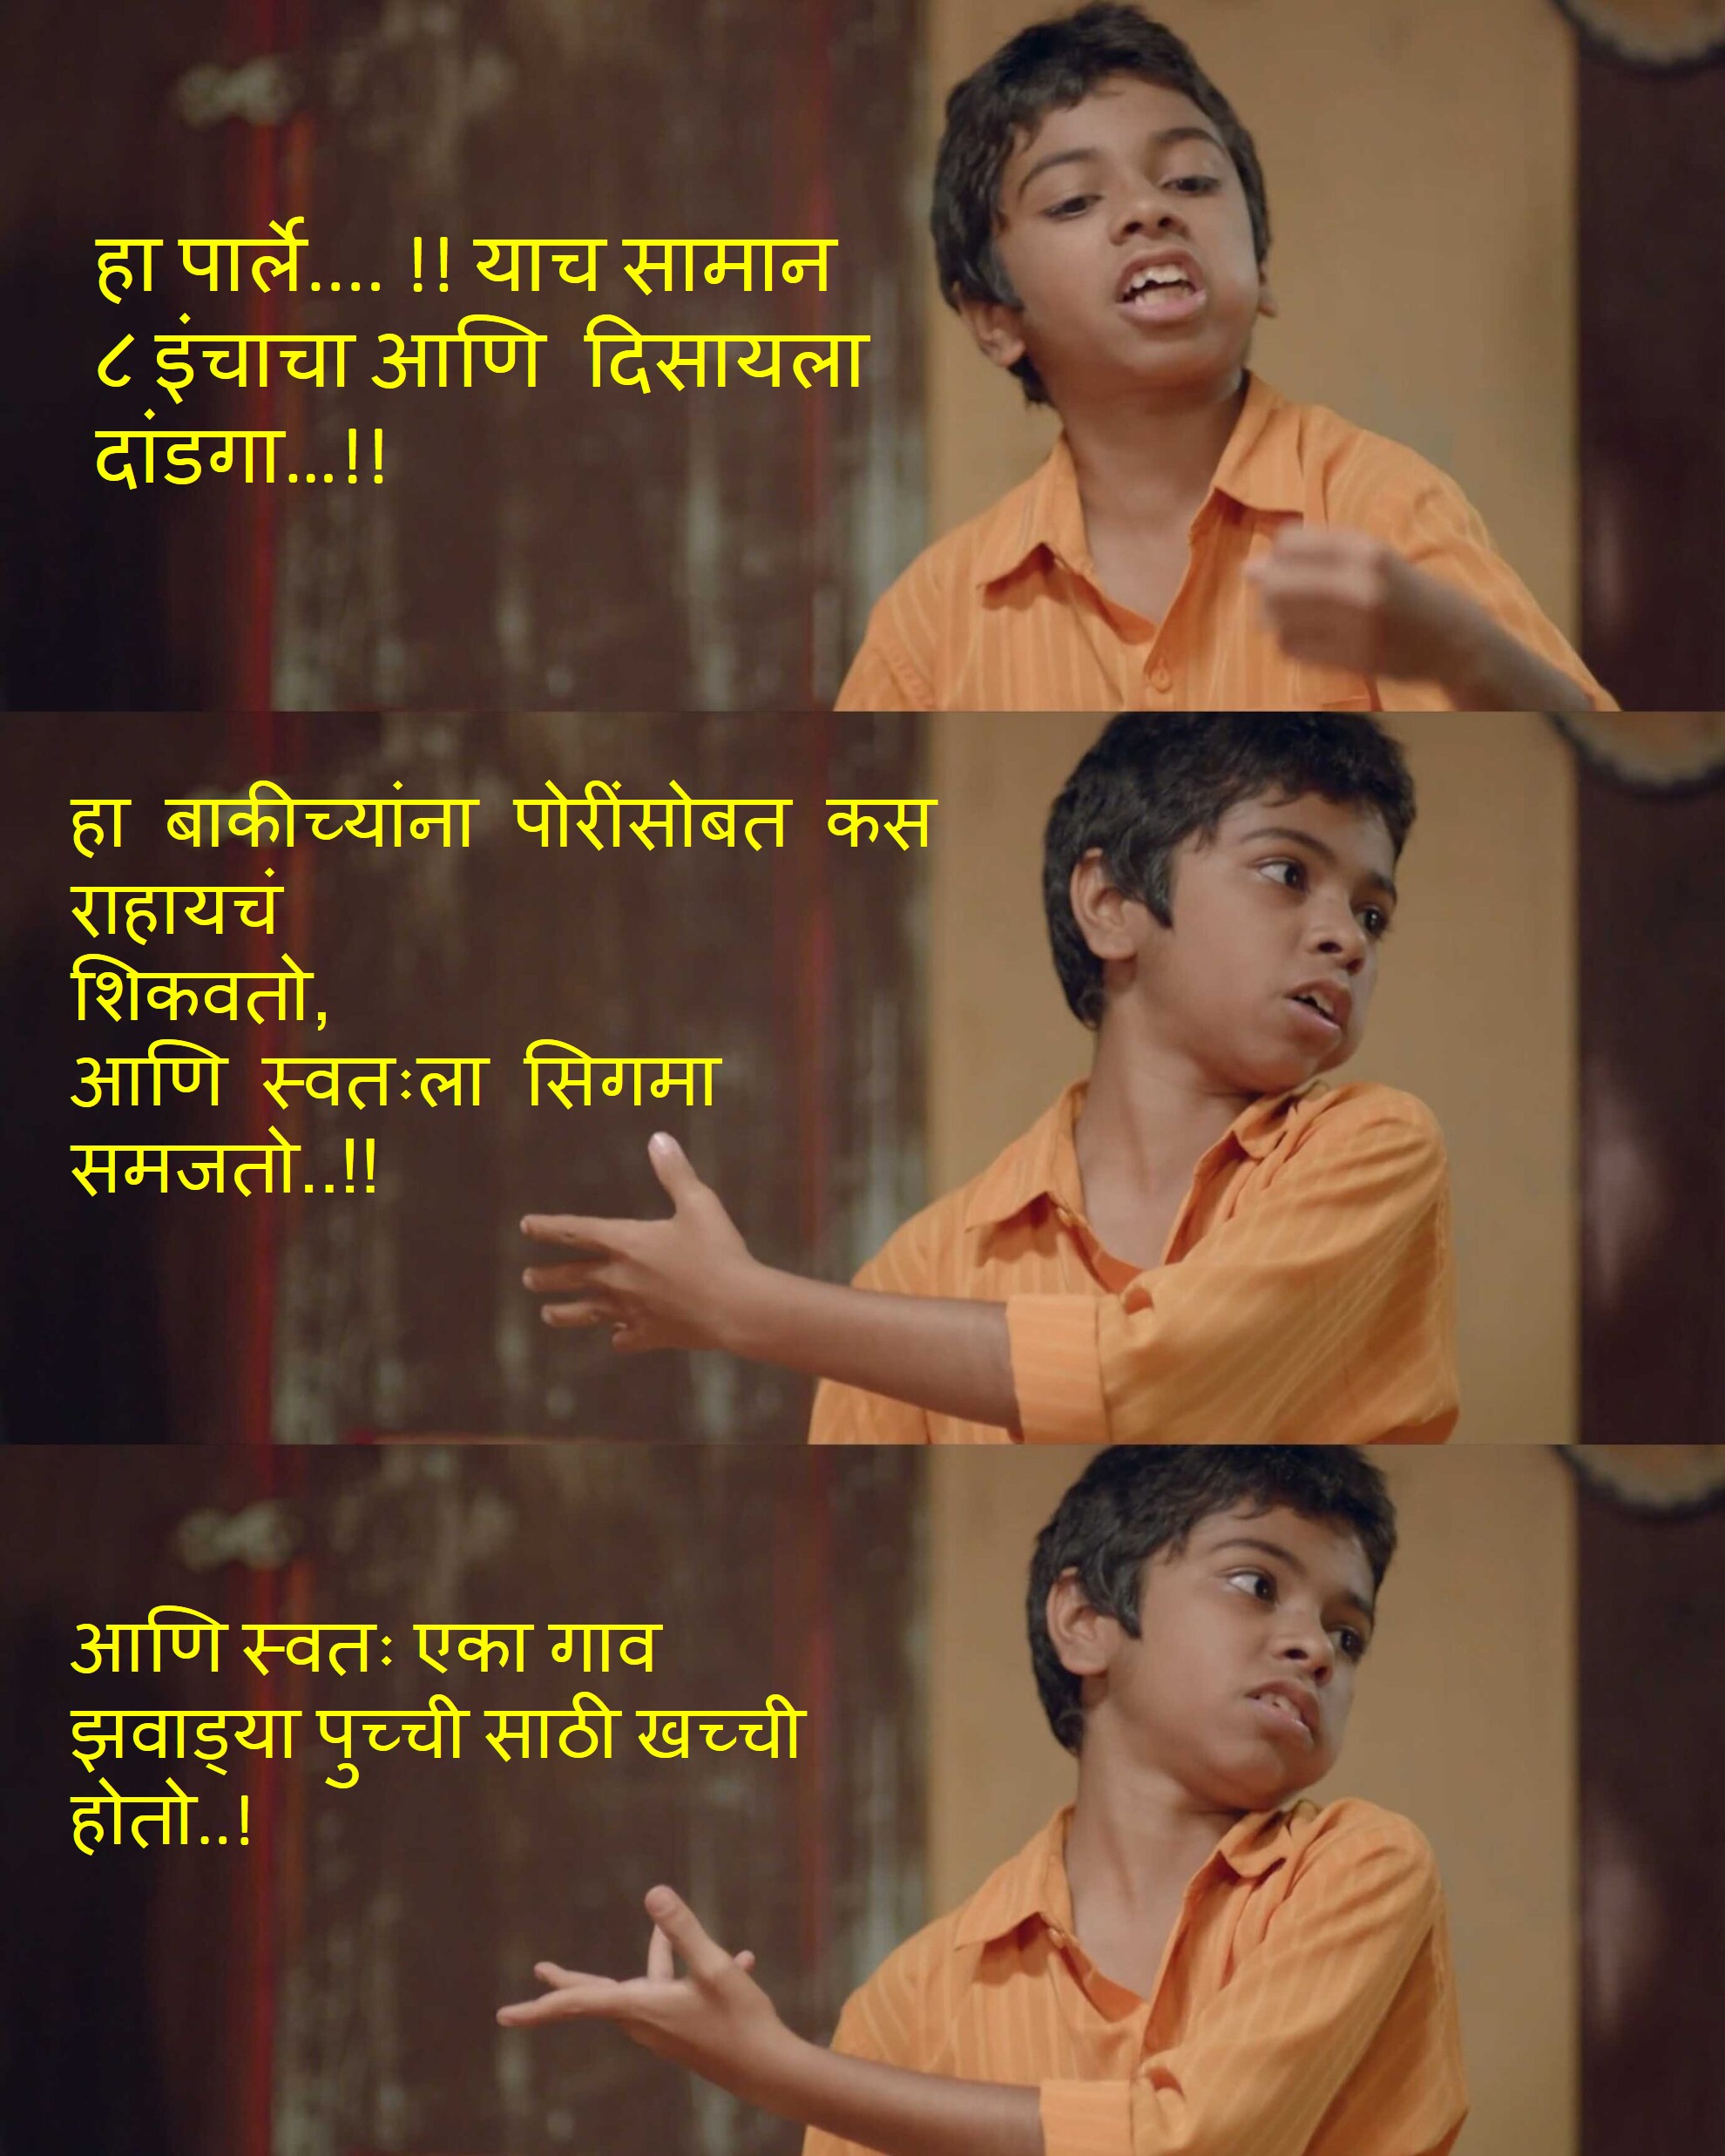 हा पार्ले.... !! याच सामान
८ इंचाचा आणि दिसायला
दांडगा...!!
हा बाकीच्यांना पोरींसोबत कस
राहायचं
शिकवतो,
आणि स्वतःला सिगमा
समजतो..!!
आणि स्वतः एका गाव
झवाड्या पुच्ची साठी खच्ची
होतो..!